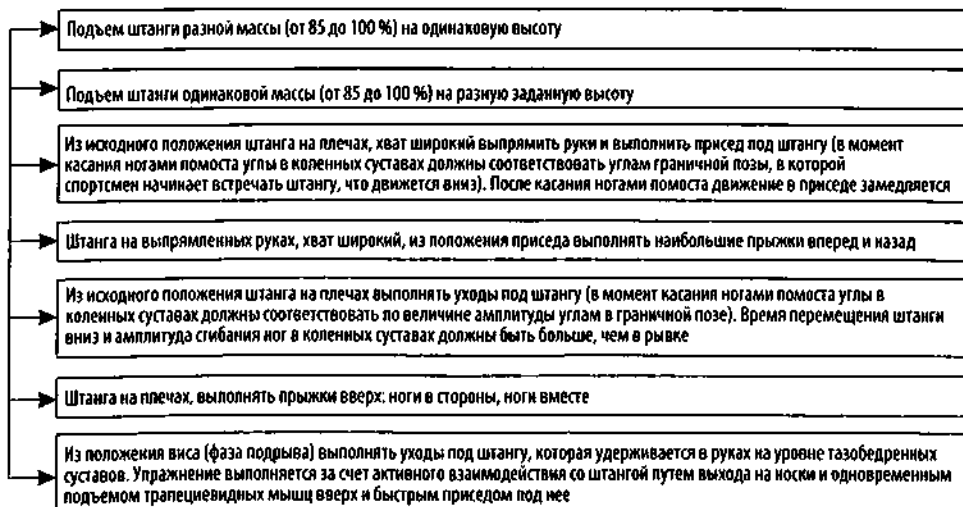 Подъем штанги разной массы (от 85 до 100 %) на одинаковую высоту
Подъем штанги одинаковой массы (от 85 до 100 %) на разную заданную высоту
Из исходного положения штанга на плечах, хват широкий выпрямить руки и выполнить присед под штангу (в момент
касания ногами помоста углы в коленных суставах должны соответствовать углам граничной позы, в которой
спортсмен начинает встречать штангу, что движется вниз). После касания ногами помоста движение в приседе замедляется
Штанга на выпрямленных руках, хват широкий, из положения приседа выполнять наибольшие прыжки вперед и назад
Из исходного положения штанга на плечах выполнять уходы под штангу (в момент касания ногами помоста углы в
коленных суставах должны соответствовать по величине амплитуды углам в граничной позе). Время перемещения штанги
вниз и амплитуда сгибания ног в коленных суставах должны быть больше, чем в рывке
Штанга на плечах, выполнять прыжки вверх: ноги в стороны, ноги вместе
Из положения виса (фаза подрыва) выполнять уходы под штангу, которая удерживается в руках на уровне тазобедренных
суставов. Упражнение выполняется за счет активного взаимодействия со штангой путем выхода на носки и одновременным
подъемом трапециевидных мышц вверх и быстрым приседом под нее